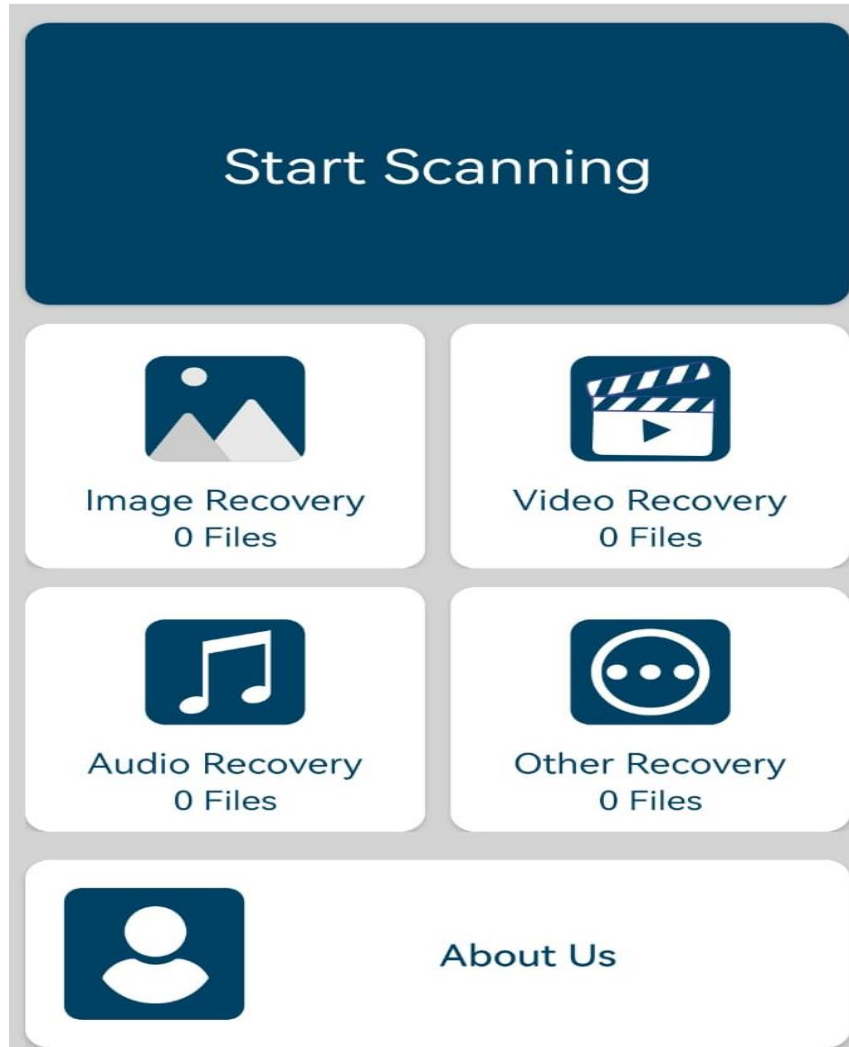 Start Scanning
Image Recovery
0 Files
Video Recovery
0 Files
Audio Recovery
0 Files
Other Recovery
0 Files
About Us